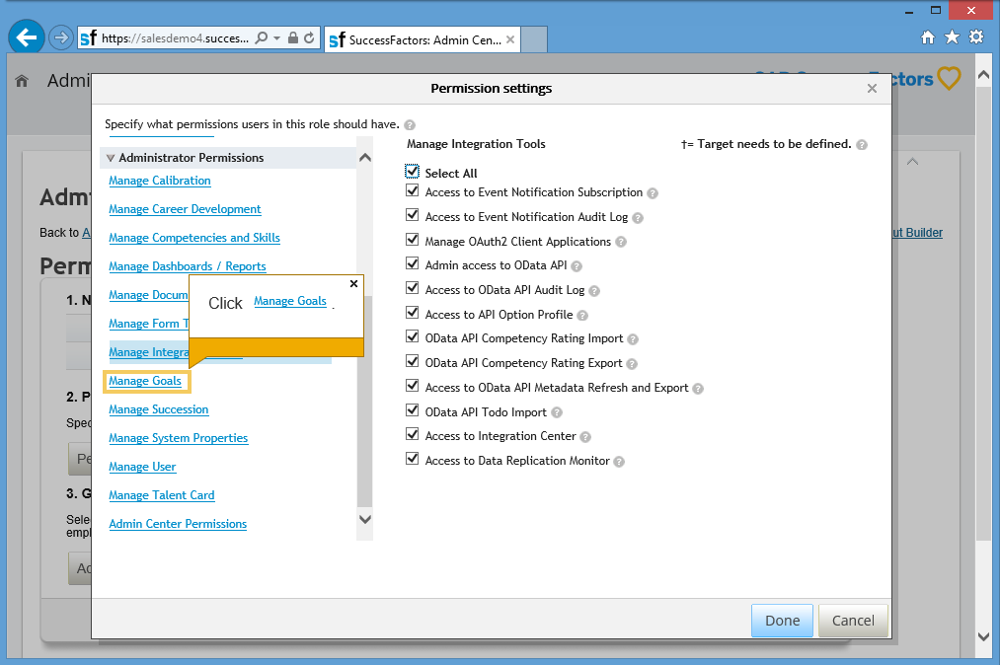 https://salesdemo4.succes...
SuccessFactors: Admin Cen...
Admi
ctors
Permission settings
Specify what permissions users in this role should have.
Administrator Permissions
Manage Calibration
Manage Career Development
Manage Competencies and Skills
Manage Dashboards / Reports
Manage Docum
Manage Form T
Manage Integra
Manage Goals
Manage Succession
Manage System Properties
Manage User
Manage Talent Card
Admin Center Permissions
Click Manage Goals .
Manage Integration Tools
†= Target needs to be defined.
Select All
Access to Event Notification Subscription
Access to Event Notification Audit Log
Manage OAuth2 Client Applications
Admin access to OData API
Access to OData API Audit Log
Access to API Option Profile
OData API Competency Rating Import
OData API Competency Rating Export
Access to OData API Metadata Refresh and Export
OData API Todo Import
Access to Integration Center
Access to Data Replication Monitor
Adm
Back to A
ut Builder
Perm
1. N
2. P
Spec
Pe
3. G
Sele
empl
Ad
Done
Cancel